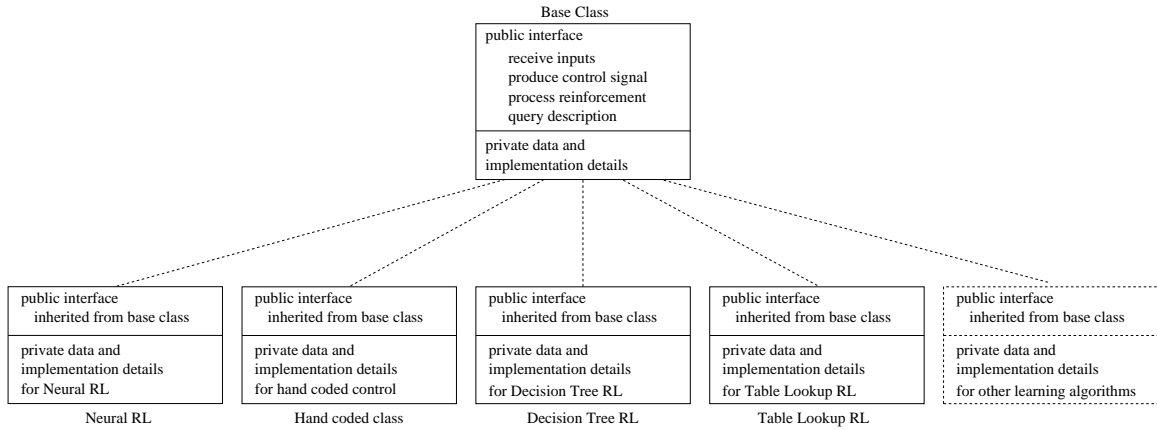 Base Class
public interface
receive inputs
produce control signal
process reinforcement
query description
private data and
implementation details
public interface
inherited from base class
private data and
implementation details
for Neural RL
Neural RL
public interface
inherited from base class
private data and
implementation details
for hand coded control
Hand coded class
public interface
inherited from base class
private data and
implementation details
for Decision Tree RL
Decision Tree RL
public interface
inherited from base class
private data and
implementation details
for Table Lookup RL
Table Lookup RL
public interface
inherited from base class
private data and
implementation details
for other learning algorithms